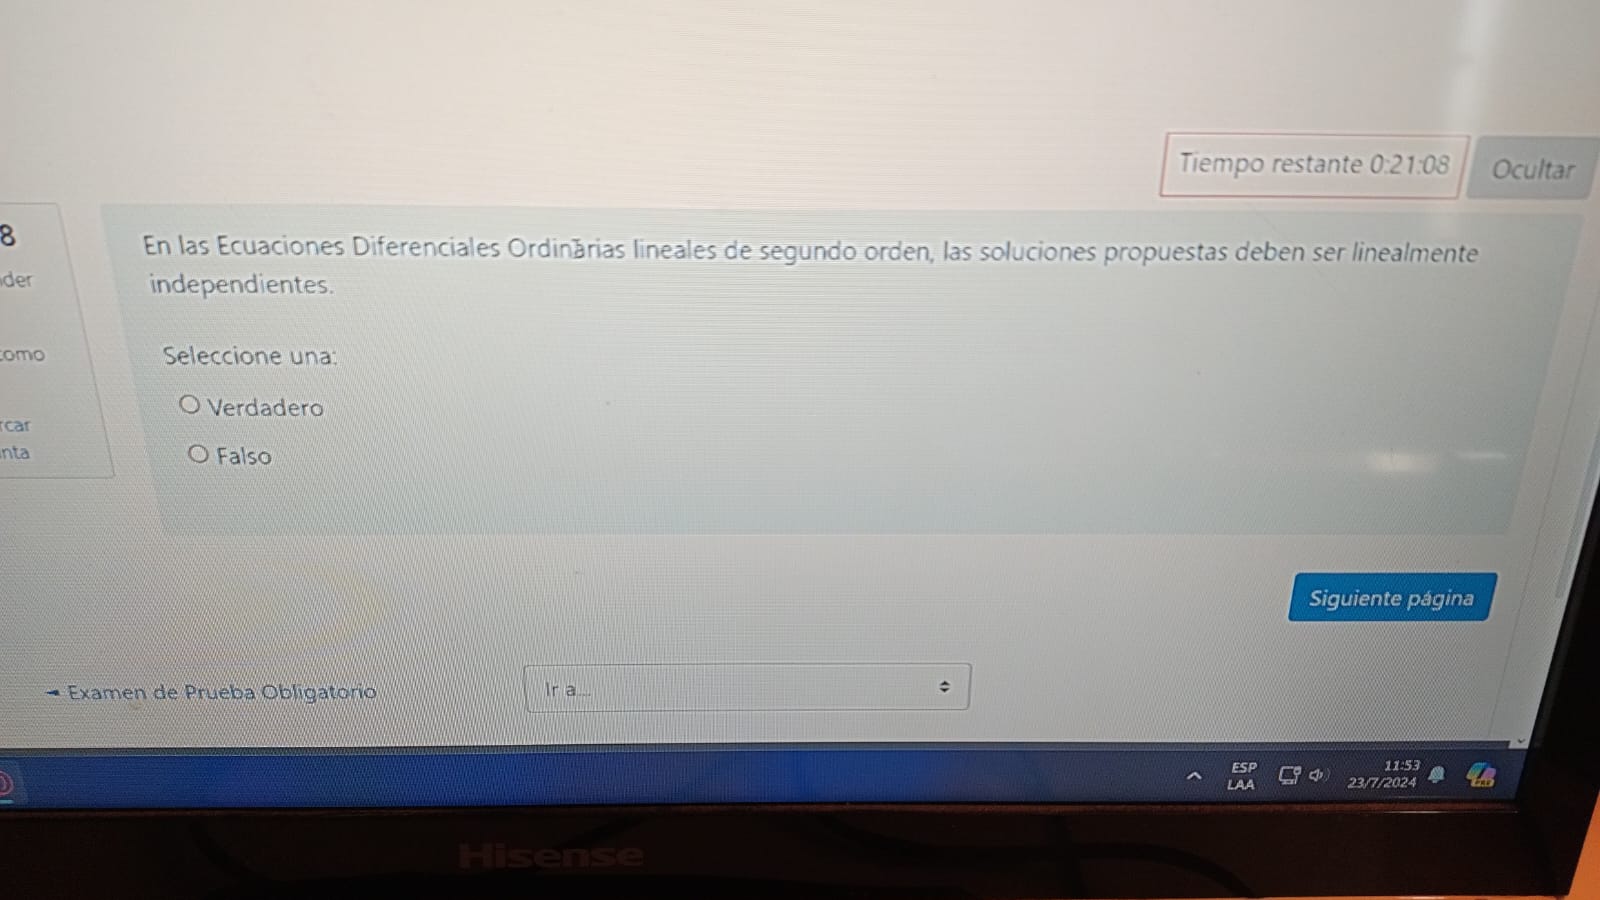 Tiempo restante 0:21:08
Ocultar
8
der
como
rcar
nta
En las Ecuaciones Diferenciales Ordinarias lineales de segundo orden, las soluciones propuestas deben ser linealmente
independientes.
Seleccione una:
Verdadero
Falso
Siguiente página
Examen de Prueba Obligatorio
Ir a...
ESP
LAA
11:53
23/7/2024
PRE
Hisense